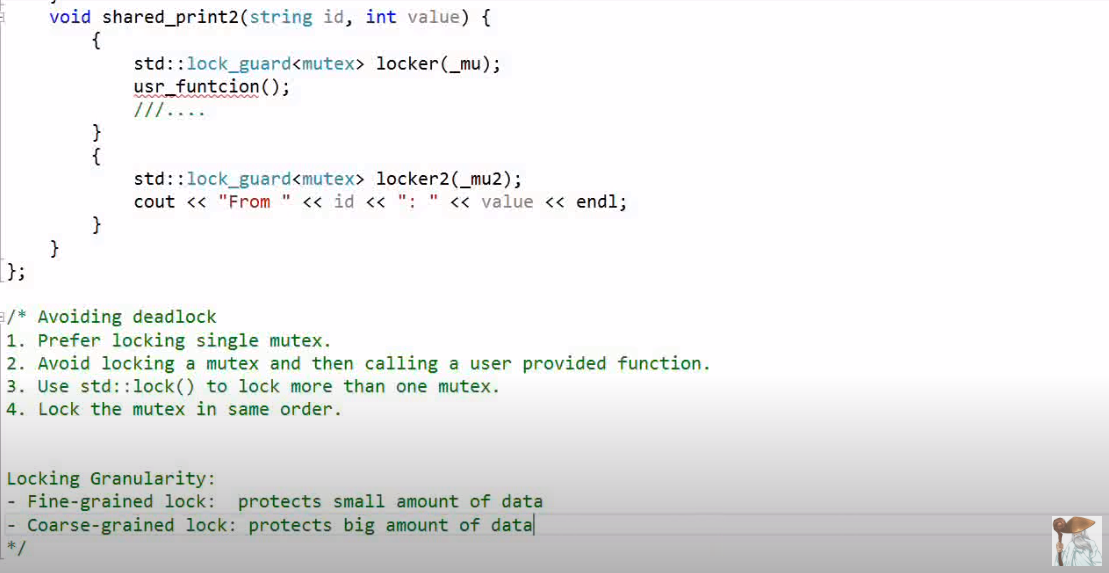 void shared_print2(string id, int value) {
{
std::lock_guard<mutex> locker(_mu);
usr_funtcion();
///....
}
{
std::lock_guard<mutex> locker2(_mu2);
cout << "From " << id << ": " << value << endl;
}
}
};
/* Avoiding deadlock
1. Prefer locking single mutex.
2. Avoid locking a mutex and then calling a user provided function.
3. Use std::lock() to lock more than one mutex.
4. Lock the mutex in same order.
Locking Granularity:
- Fine-grained lock:  protects small amount of data
- Coarse-grained lock: protects big amount of data
*/